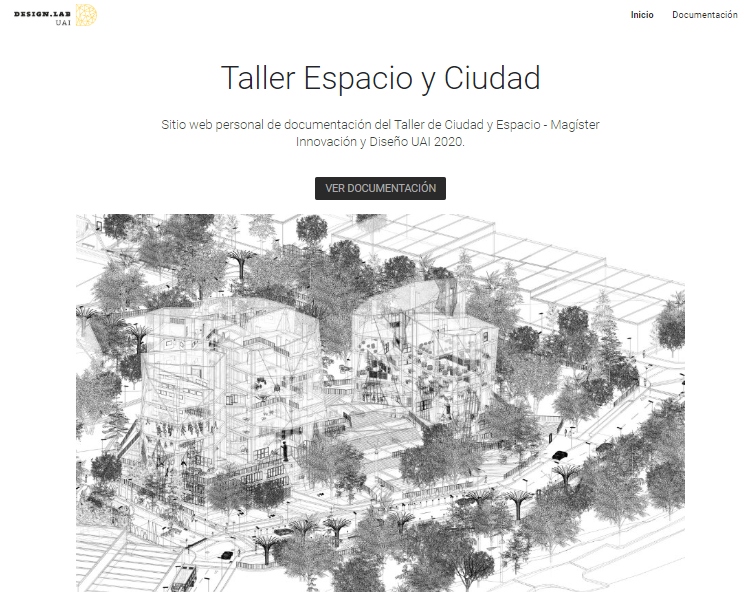 DESIGN.LAB
UAI
Inicio
Documentación
Taller Espacio y Ciudad
Sitio web personal de documentación del Taller de Ciudad y Espacio - Magíster
Innovación y Diseño UAI 2020.
VER DOCUMENTACIÓN